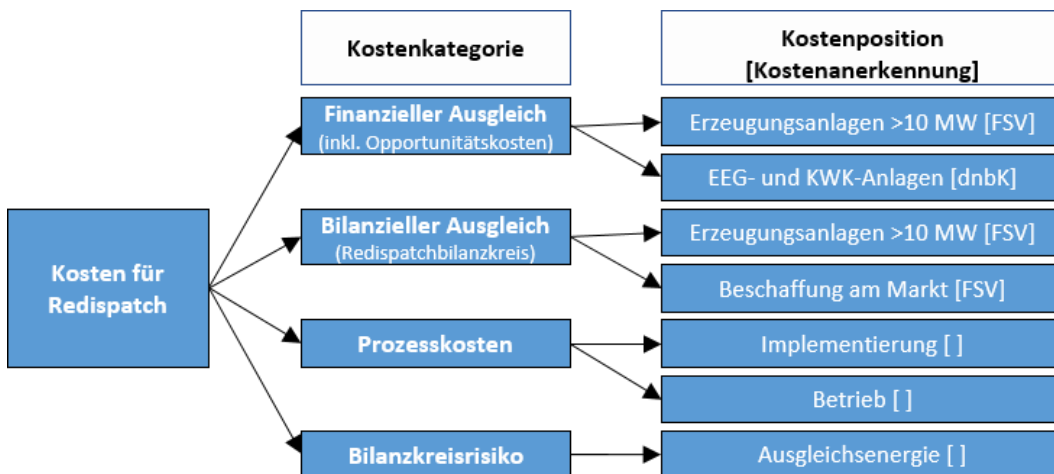 Kostenkategorie
Kostenposition
[Kostenanerkennung]
Kosten für
Redispatch
Finanzieller Ausgleich
(inkl. Opportunitätskosten)
Erzeugungsanlagen >10 MW [FSV]
EEG- und KWK-Anlagen [dnbK]
Bilanzieller Ausgleich
(Redispatchbilanzkreis)
Erzeugungsanlagen >10 MW [FSV]
Beschaffung am Markt [FSV]
Prozesskosten
Implementierung [ ]
Betrieb [ ]
Bilanzkreisrisiko
Ausgleichsenergie [ ]